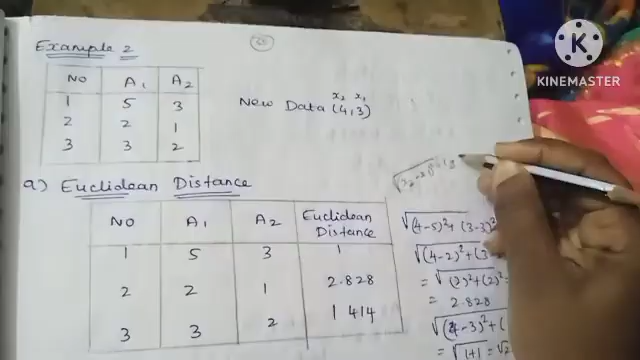 KINEMASTER
Example 2
55
NO A1 A2
1 5 3
2 2 1
3 3 2
x2 x1
New Data (4,3)
a) Euclidean Distance
NO A1 A2 Euclidean Distance
1 5 3 1
2 2 1 2.828
3 3 2 1 414
√(4-5)²+(3-3)²
√(4-2)²+(3
=√(2)²+(2)²=
= 2.828
√(4-3)²+(
=√1+1 = √2